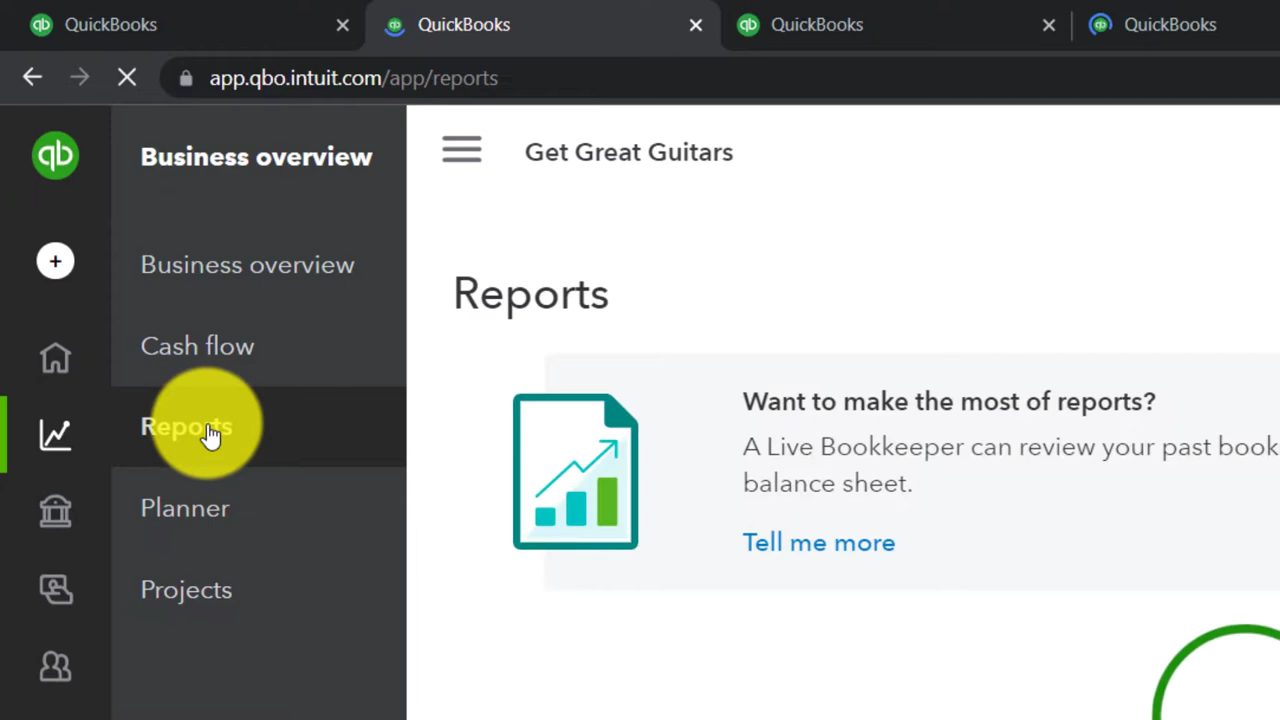 QuickBooks
QuickBooks
QuickBooks
QuickBooks
app.qbo.intuit.com/app/reports
qb
Business overview
Get Great Guitars
+
Business overview
Reports
Cash flow
Want to make the most of reports?
Reports
A Live Bookkeeper can review your past book
balance sheet.
Planner
Tell me more
Projects